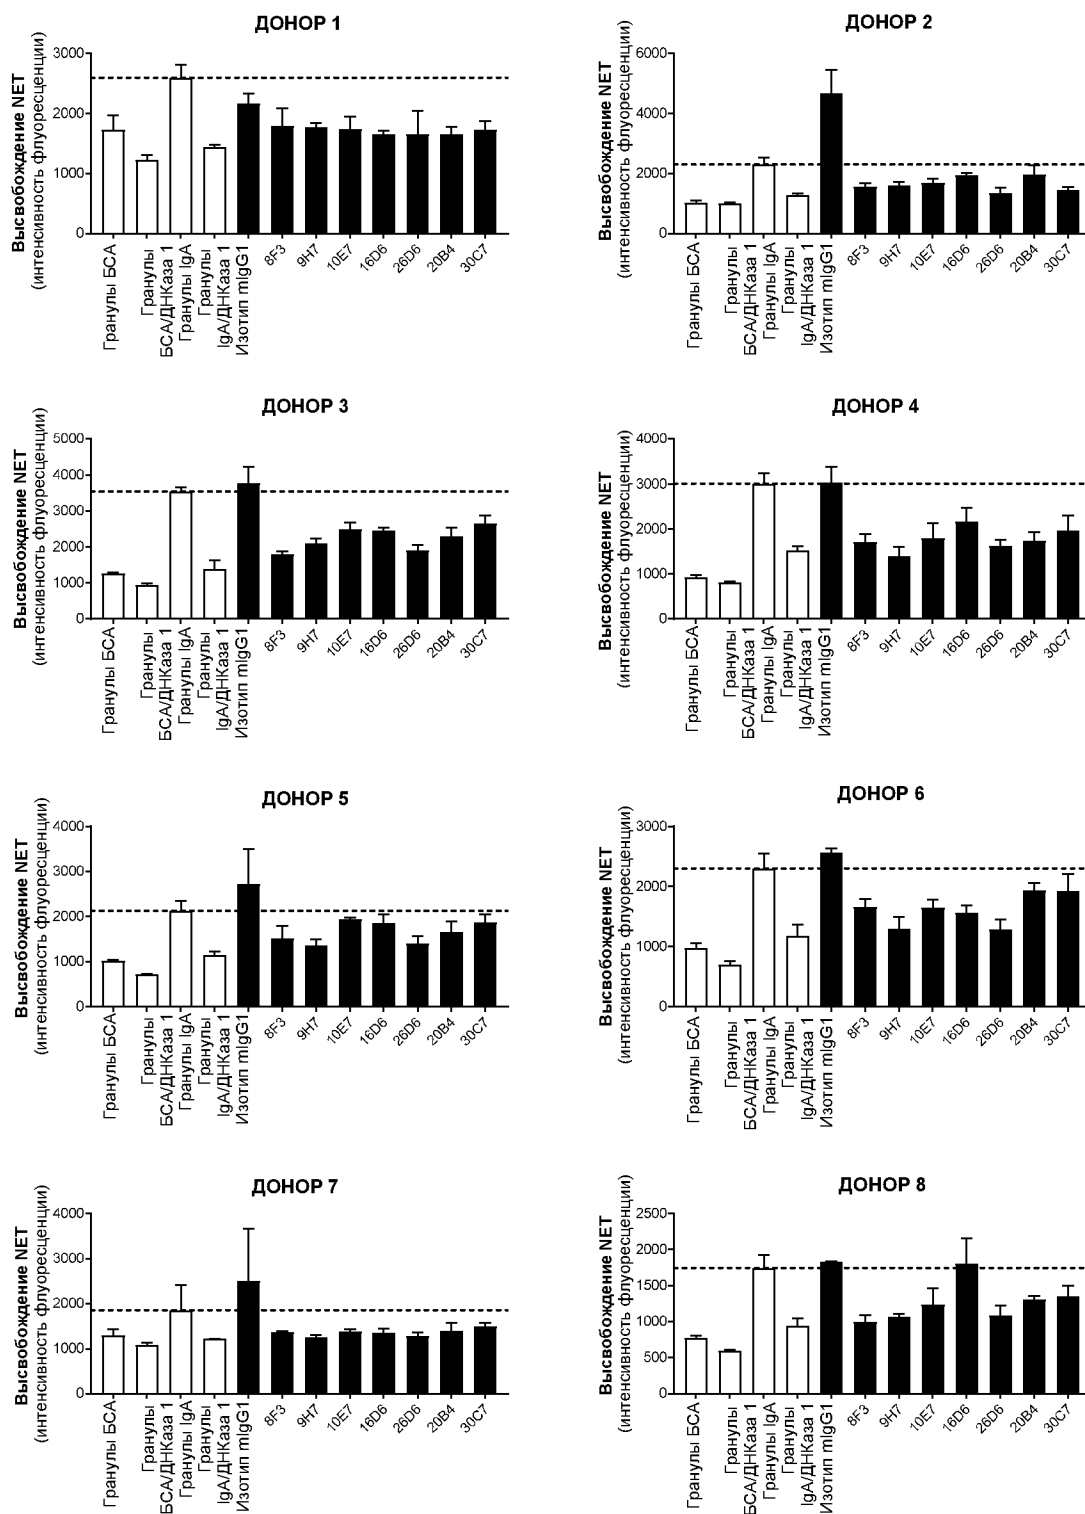 ДОНОР 1
Высвобождение NET
(интенсивность флуоресценции)
3000
2000
1000
0
Гранулы БСА
Гранулы
БСА/ДНКаза 1
Гранулы IgA
Гранулы
IgA/ДНКаза 1
Изотип mIgG1
8F3
9H7
10E7
16D6
26D6
20B4
30C7
ДОНОР 2
Высвобождение NET
(интенсивность флуоресценции)
6000
4000
2000
0
Гранулы БСА
Гранулы
БСА/ДНКаза 1
Гранулы IgA
Гранулы
IgA/ДНКаза 1
Изотип mIgG1
8F3
9H7
10E7
16D6
26D6
20B4
30C7
ДОНОР 3
Высвобождение NET
(интенсивность флуоресценции)
5000
4000
3000
2000
1000
0
Гранулы БСА
Гранулы
БСА/ДНКаза 1
Гранулы IgA
Гранулы
IgA/ДНКаза 1
Изотип mIgG1
8F3
9H7
10E7
16D6
26D6
20B4
30C7
ДОНОР 4
Высвобождение NET
(интенсивность флуоресценции)
4000
3000
2000
1000
0
Гранулы БСА
Гранулы
БСА/ДНКаза 1
Гранулы IgA
Гранулы
IgA/ДНКаза 1
Изотип mIgG1
8F3
9H7
10E7
16D6
26D6
20B4
30C7
ДОНОР 5
Высвобождение NET
(интенсивность флуоресценции)
4000
3000
2000
1000
0
Гранулы БСА
Гранулы
БСА/ДНКаза 1
Гранулы IgA
Гранулы
IgA/ДНКаза 1
Изотип mIgG1
8F3
9H7
10E7
16D6
26D6
20B4
30C7
ДОНОР 6
Высвобождение NET
(интенсивность флуоресценции)
3000
2000
1000
0
Гранулы БСА
Гранулы
БСА/ДНКаза 1
Гранулы IgA
Гранулы
IgA/ДНКаза 1
Изотип mIgG1
8F3
9H7
10E7
16D6
26D6
20B4
30C7
ДОНОР 7
Высвобождение NET
(интенсивность флуоресценции)
4000
3000
2000
1000
0
Гранулы БСА
Гранулы
БСА/ДНКаза 1
Гранулы IgA
Гранулы
IgA/ДНКаза 1
Изотип mIgG1
8F3
9H7
10E7
16D6
26D6
20B4
30C7
ДОНОР 8
Высвобождение NET
(интенсивность флуоресценции)
2500
2000
1500
1000
500
0
Гранулы БСА
Гранулы
БСА/ДНКаза 1
Гранулы IgA
Гранулы
IgA/ДНКаза 1
Изотип mIgG1
8F3
9H7
10E7
16D6
26D6
20B4
30C7